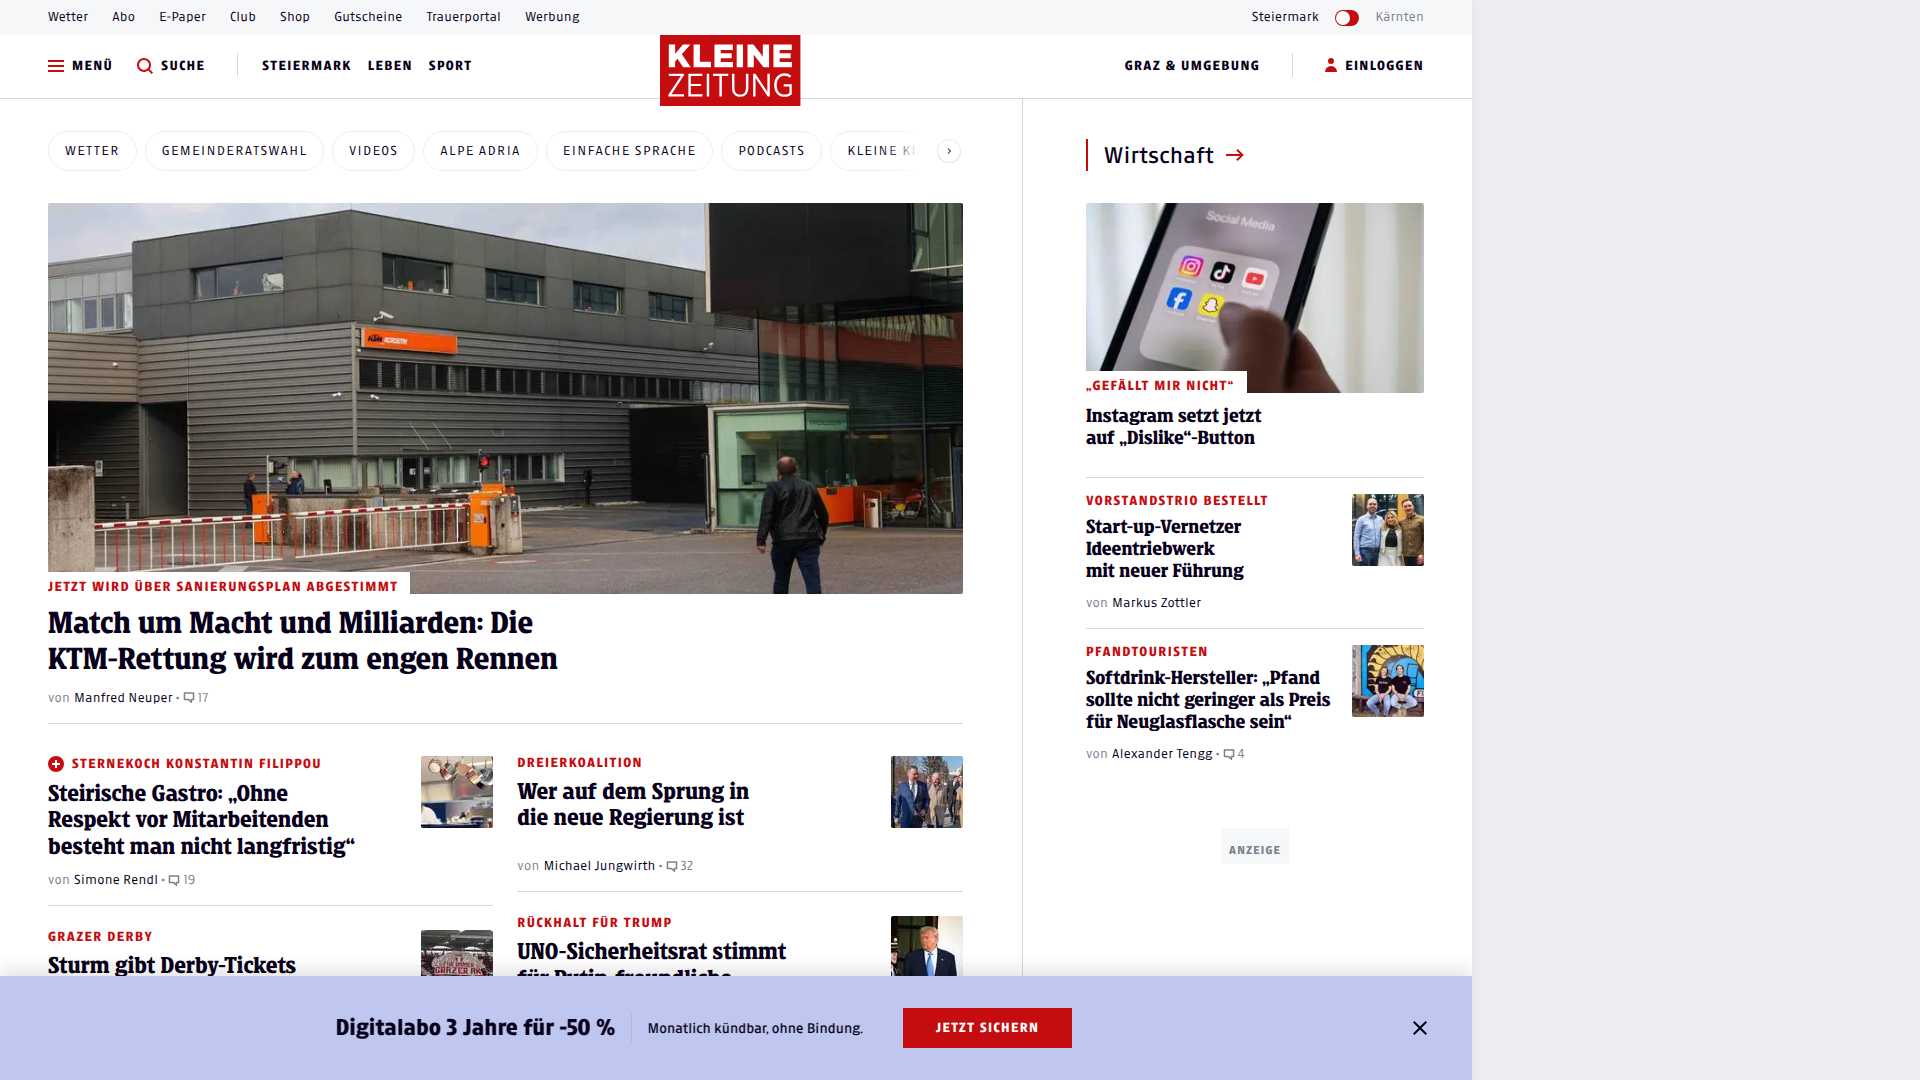 Wetter Abo E-Paper Club Shop Gutscheine Trauerportal Werbung Steiermark Kärnten
MENÜ SUCHE STEIERMARK LEBEN SPORT KLEINE ZEITUNG GRAZ & UMGEBUNG EINLOGGEN
WETTER GEMEINDERATSWAHL VIDEOS ALPE ADRIA EINFACHE SPRACHE PODCASTS KLEINE
JETZT WIRD ÜBER SANIERUNGSPLAN ABGESTIMMT
Match um Macht und Milliarden: Die
KTM-Rettung wird zum engen Rennen
von Manfred Neuper • 17
STERNEKOCH KONSTANTIN FILIPPOU
Steirische Gastro: „Ohne
Respekt vor Mitarbeitenden
besteht man nicht langfristig“
von Simone Rendl • 19
GRAZER DERBY
Sturm gibt Derby-Tickets
DREIERKOALITION
Wer auf dem Sprung in
die neue Regierung ist
von Michael Jungwirth • 32
RÜCKHALT FÜR TRUMP
UNO-Sicherheitsrat stimmt
für Putin-freundliche
Wirtschaft
Social Media
„GEFÄLLT MIR NICHT“
Instagram setzt jetzt
auf „Dislike“-Button
VORSTANDSTRIO BESTELLT
Start-up-Vernetzer
Ideentriebwerk
mit neuer Führung
von Markus Zottler
PFANDTOURISTEN
Softdrink-Hersteller: „Pfand
sollte nicht geringer als Preis
für Neuglasflasche sein“
von Alexander Tengg • 4
ANZEIGE
Digitalabo 3 Jahre für -50 % Monatlich kündbar, ohne Bindung. JETZT SICHERN